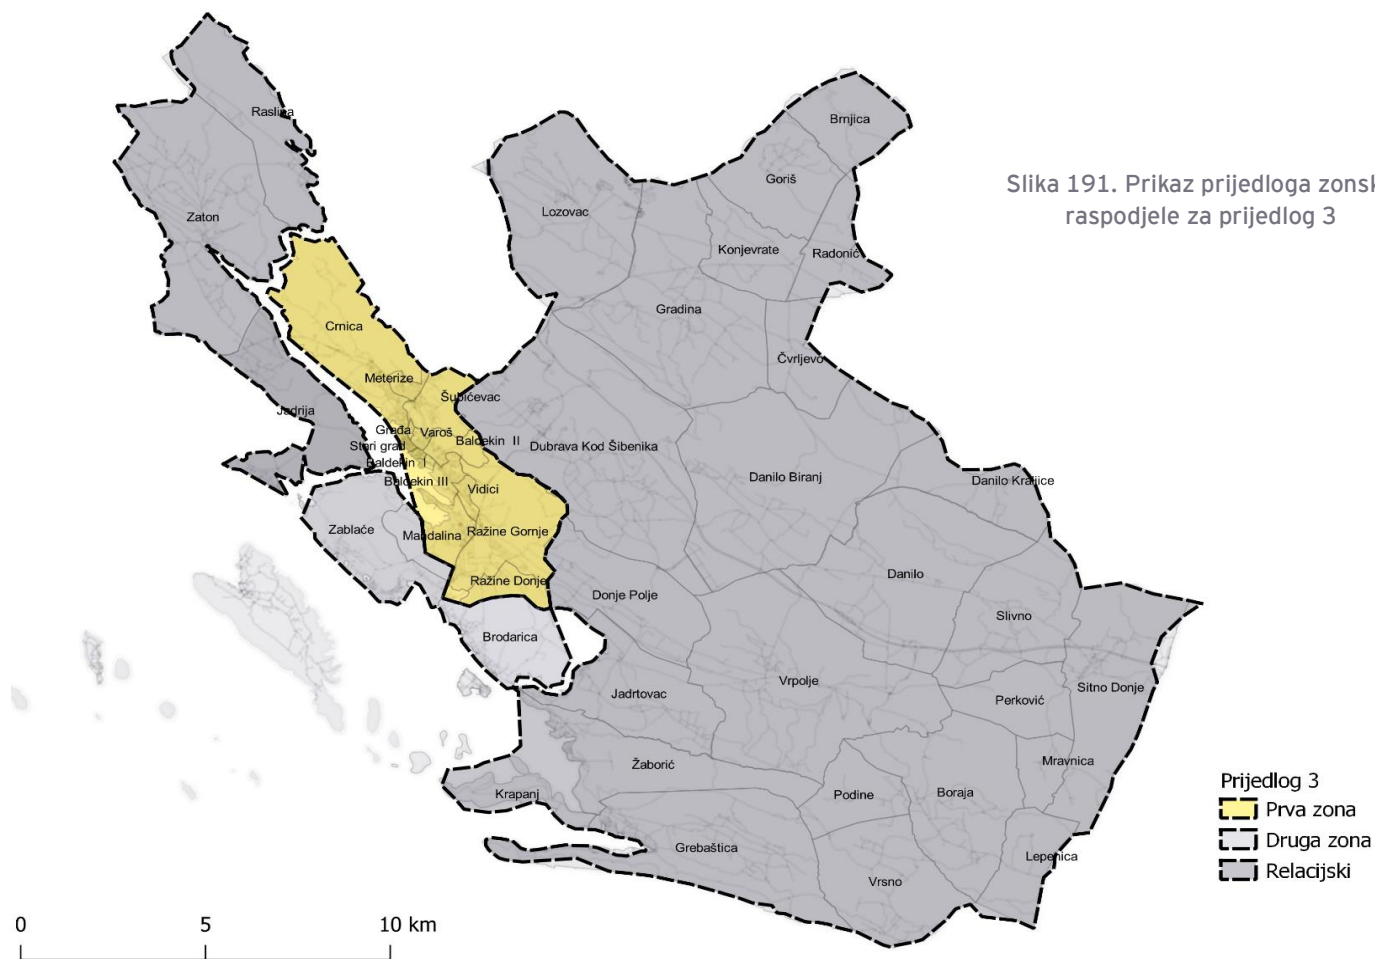 Slika 191. Prikaz prijedloga zonsk
raspodjele za prijedlog 3
Raslina
Brnjica
Goriš
Zaton
Lozovac
Konjevrate
Radonić
Gradina
Crnica
Čvrljevo
Meterize
Šubićevac
Jadrija
Građa
Varoš
Stari grad
Baldekin II
Dubrava Kod Šibenika
Baldekin I
Baldekin III
Vidici
Danilo Biranj
Danilo Kraljice
Zablaće
Mandalina
Ražine Gornje
Ražine Donje
Danilo
Donje Polje
Slivno
Brodarica
Vrpolje
Sitno Donje
Jadrtovac
Perković
Žaborić
Mravnica
Krapanj
Podine
Boraja
Grebaštica
Lepenica
Vrsno
Prijedlog 3
Prva zona
Druga zona
Relacijski
0 5 10 km